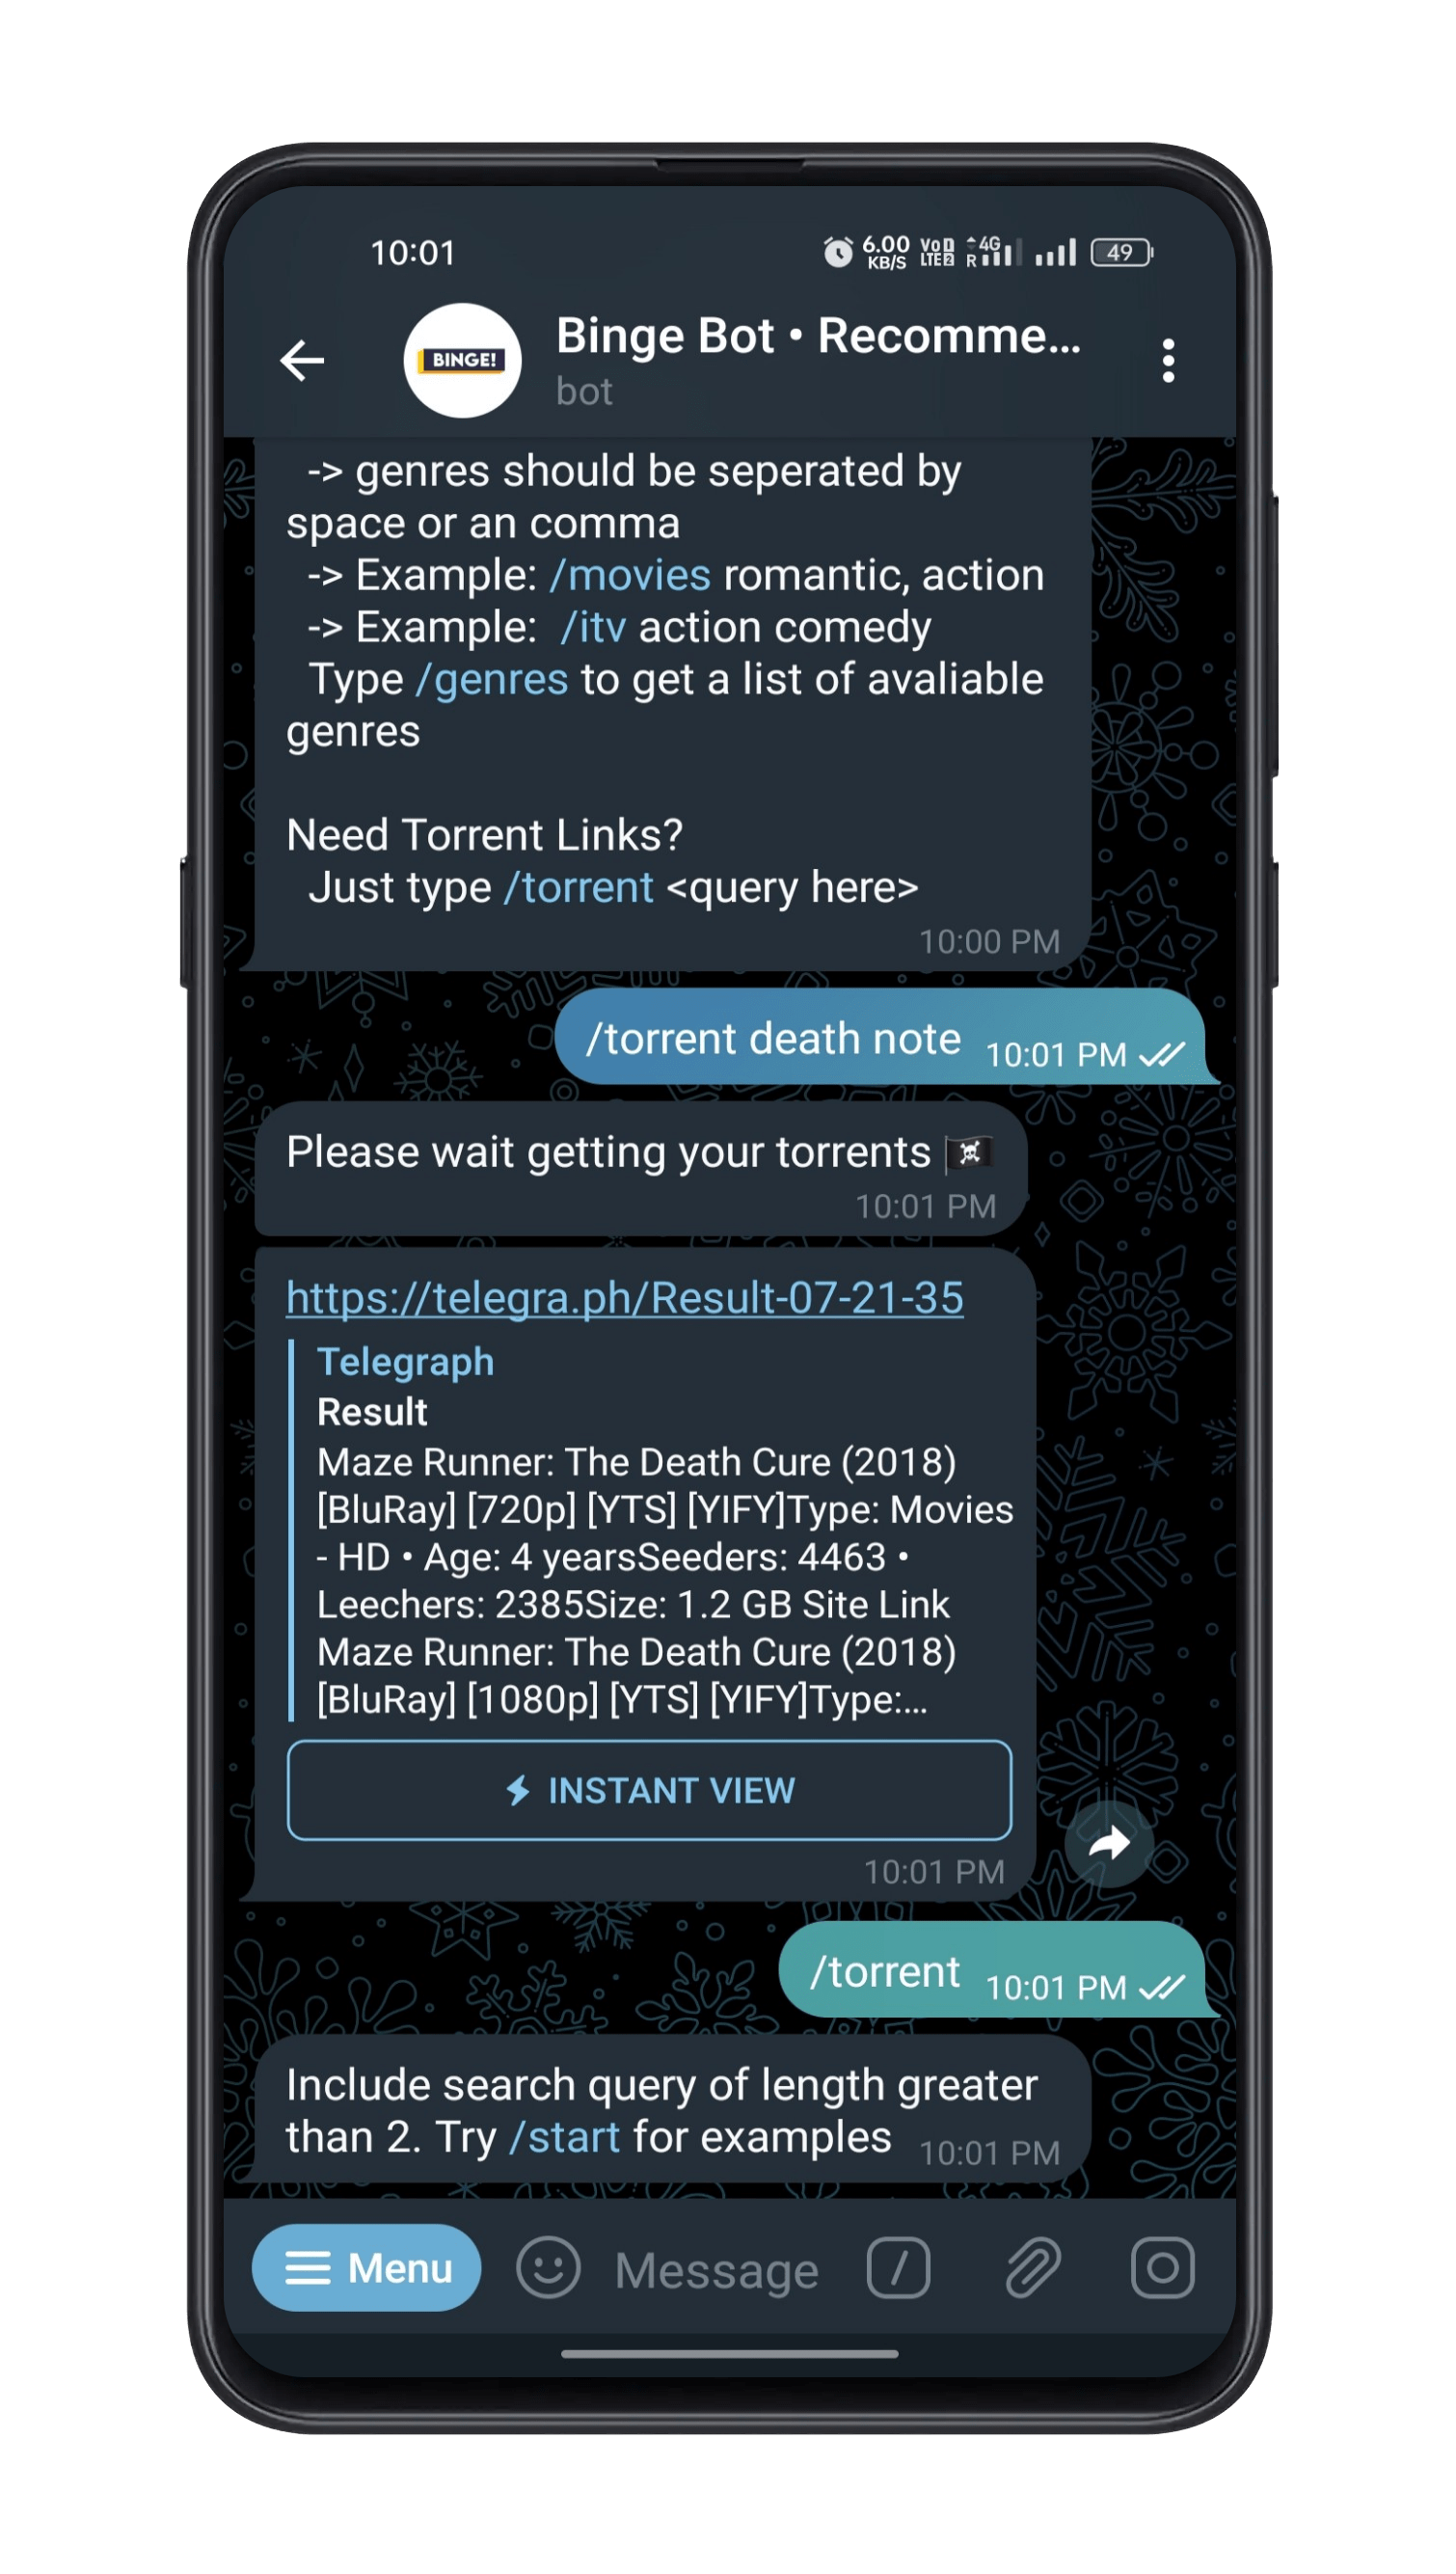 10:01
6.00 KB/S
VoD LTE2
4G
R
49
BINGE!
Binge Bot • Recomme...
bot
-> genres should be seperated by
space or an comma
-> Example: /movies romantic, action
-> Example: /itv action comedy
Type /genres to get a list of avaliable
genres
Need Torrent Links?
Just type /torrent <query here>
10:00 PM
/torrent death note 10:01 PM
Please wait getting your torrents
10:01 PM
https://telegra.ph/Result-07-21-35
Telegraph
Result
Maze Runner: The Death Cure (2018)
[BluRay] [720p] [YTS] [YIFY]Type: Movies
- HD • Age: 4 yearsSeeders: 4463 •
Leechers: 2385Size: 1.2 GB Site Link
Maze Runner: The Death Cure (2018)
[BluRay] [1080p] [YTS] [YIFY]Type:...
INSTANT VIEW
10:01 PM
/torrent 10:01 PM
Include search query of length greater
than 2. Try /start for examples 10:01 PM
Menu
Message